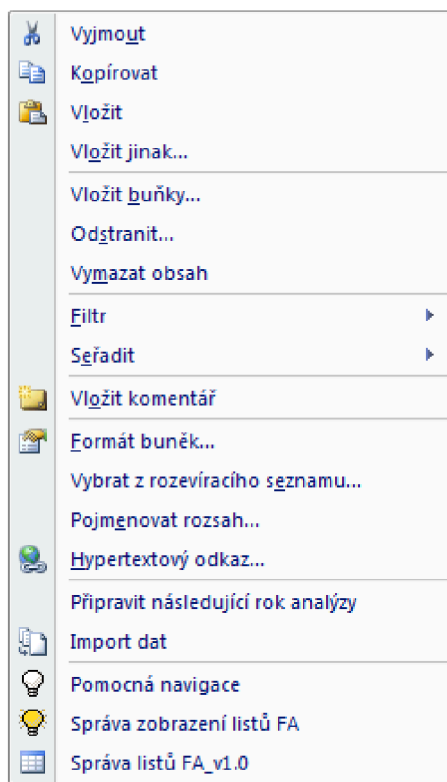 Vyjmout
Kopírovat
Vložit
Vložit jinak...
Vložit buňky...
Odstranit...
Vymazat obsah
Filtr
Seřadit
Vložit komentář
Formát buněk...
Vybrat z rozevíracího seznamu...
Pojmenovat rozsah...
Hypertextový odkaz...
Připravit následující rok analýzy
Import dat
Pomocná navigace
Správa zobrazení listů FA
Správa listů FA_v1.0